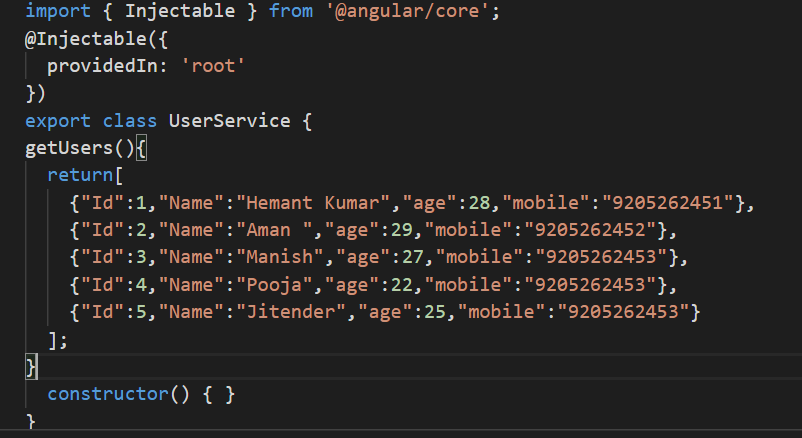 import { Injectable } from '@angular/core';
@Injectable({
  providedIn: 'root'
})
export class UserService {
getUsers(){
  return[
    {"Id":1,"Name":"Hemant Kumar","age":28,"mobile":"9205262451"},
    {"Id":2,"Name":"Aman ","age":29,"mobile":"9205262452"},
    {"Id":3,"Name":"Manish","age":27,"mobile":"9205262453"},
    {"Id":4,"Name":"Pooja","age":22,"mobile":"9205262453"},
    {"Id":5,"Name":"Jitender","age":25,"mobile":"9205262453"}
  ];
}
  constructor() { }
}